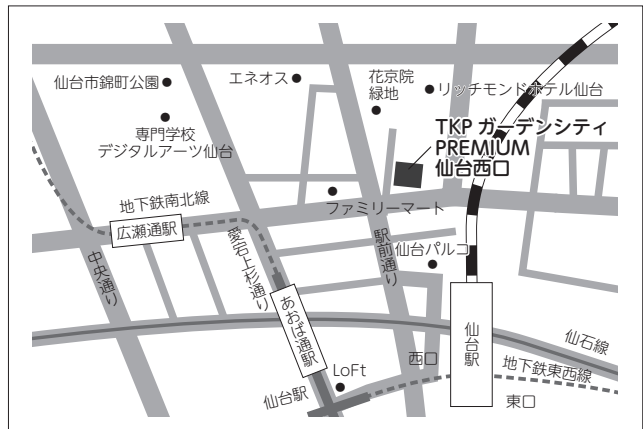 仙台市錦町公園
エネオス
花京院
緑地
リッチモンドホテル仙台
専門学校
デジタルアーツ仙台
TKP ガーデンシティ
PREMIUM
仙台西口
地下鉄南北線
ファミリーマート
広瀬通駅
中央通り
愛宕上杉通り
駅前通り
仙台パルコ
あおば通駅
仙台駅
仙石線
LoFt
西口
地下鉄東西線
仙台駅
東口